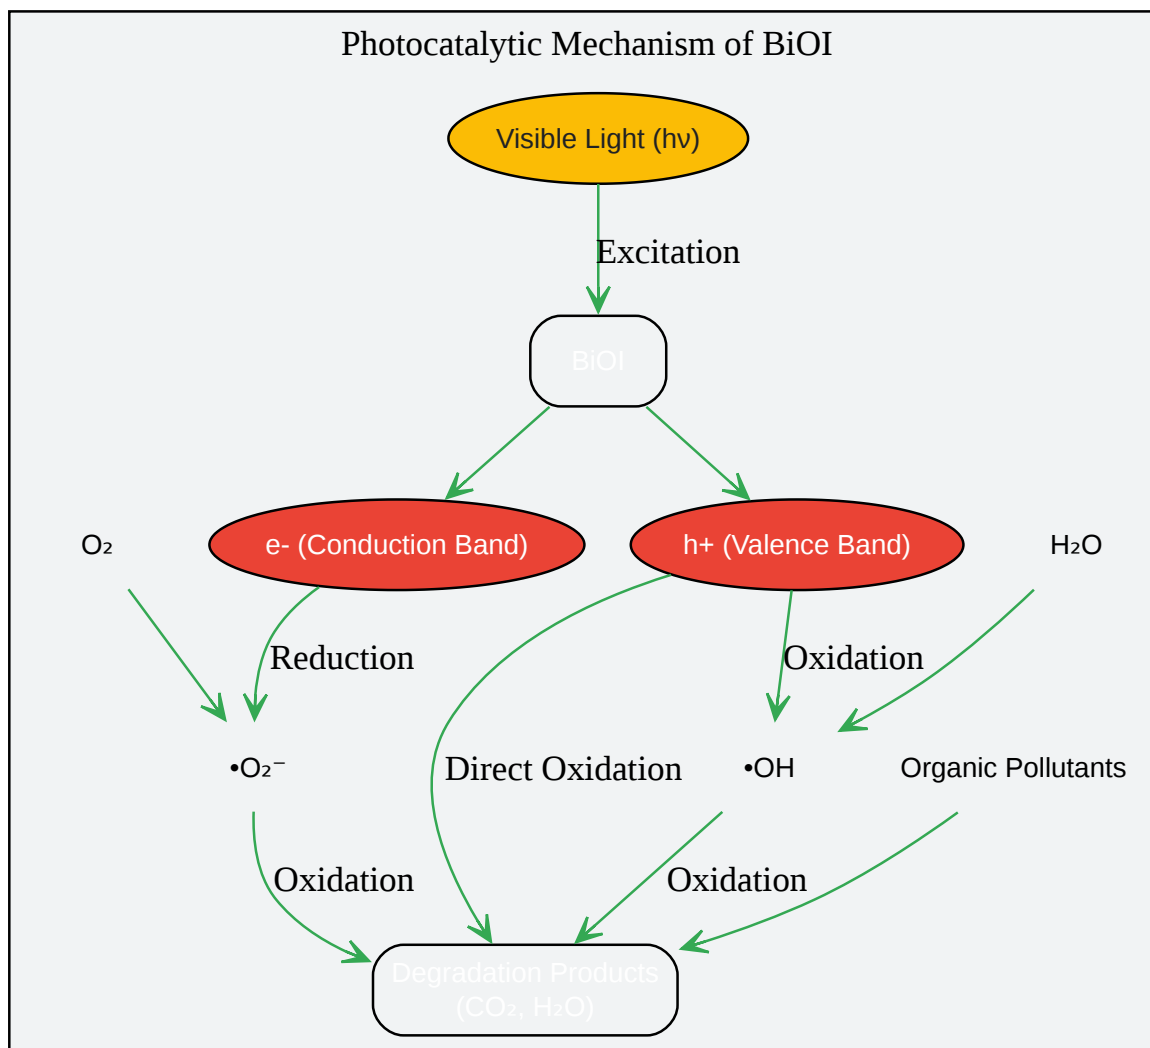 Photocatalytic Mechanism of BiOI
Visible Light (hν)
Excitation
BiOI
O₂
e- (Conduction Band)
h+ (Valence Band)
H₂O
Reduction
Oxidation
•O₂⁻
Direct Oxidation
•OH
Organic Pollutants
Oxidation
Oxidation
Degradation Products
(CO₂, H₂O)